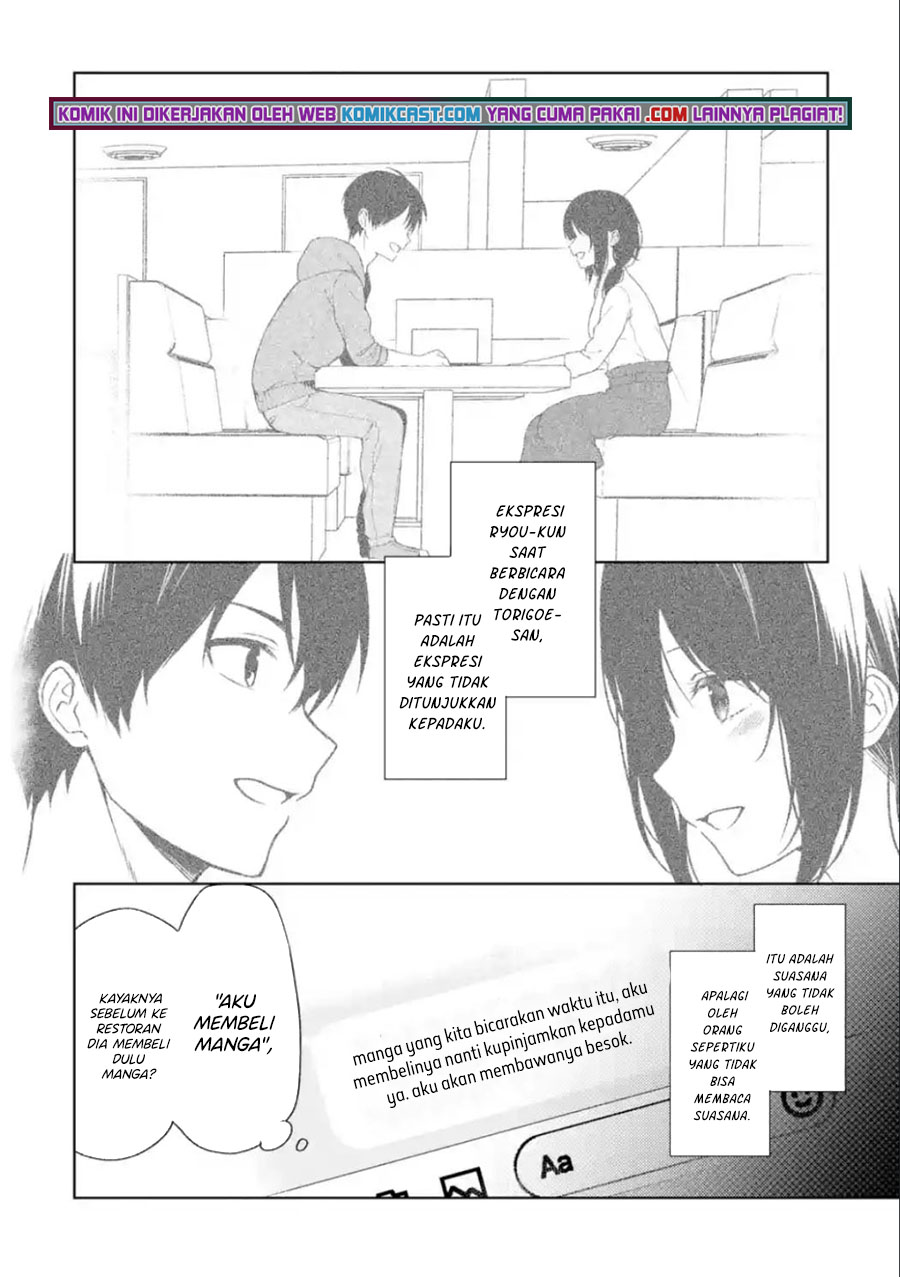 KOMIK INI DIKERJAKAN OLEH WEB KOMIKCAST.COM YANG CUMA PAKAI .COM LAINNYA PLAGIAT!
EKSPRESI
RYOU-KUN
SAAT
BERBICARA
DENGAN
TORIGOE-
SAN,
PASTI ITU
ADALAH
EKSPRESI
YANG TIDAK
DITUNJUKKAN
KEPADAKU.
ITU ADALAH
SUASANA
YANG TIDAK
BOLEH
DIGANGGU,
APALAGI
OLEH
ORANG
SEPERTIKU
YANG TIDAK
BISA
MEMBACA
SUASANA.
manga yang kita bicarakan waktu itu, aku
membelinya nanti kupinjamkan kepadamu
ya. aku akan membawanya besok.
Aa
"AKU
MEMBELI
MANGA",
KAYAKNYA
SEBELUM KE
RESTORAN
DIA MEMBELI
DULU
MANGA?